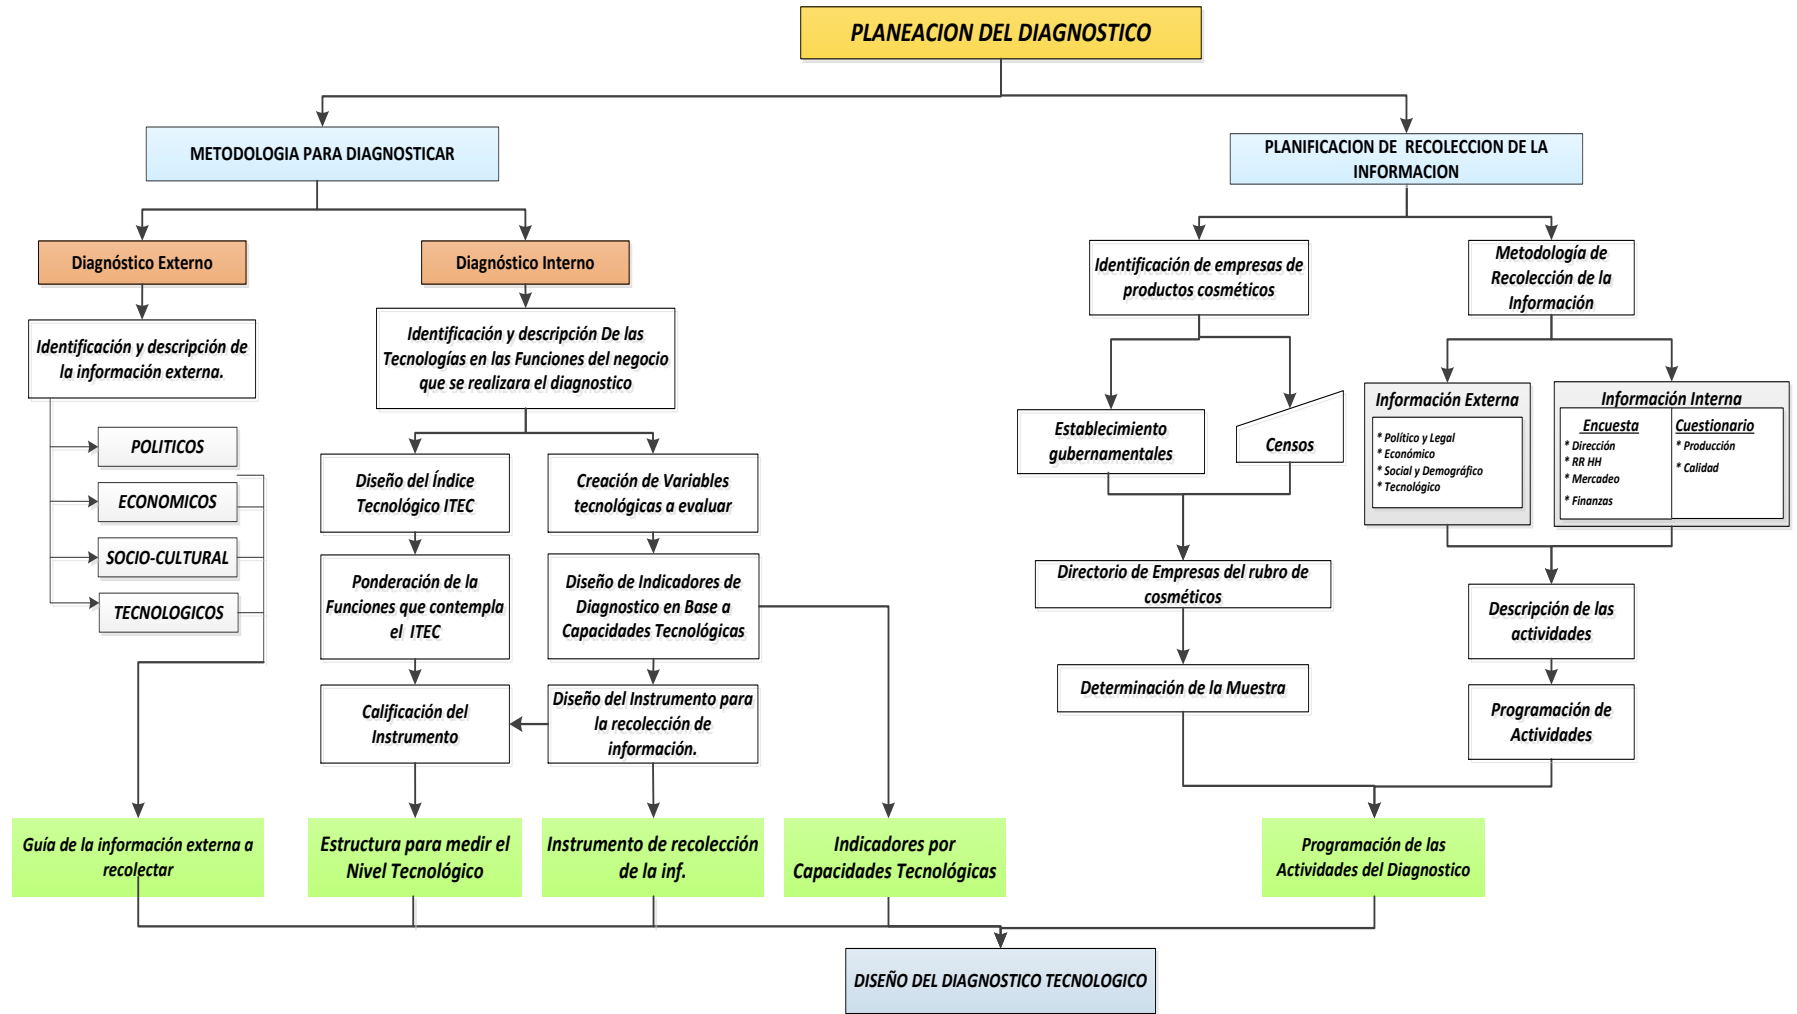 PLANEACION DEL DIAGNOSTICO
METODOLOGIA PARA DIAGNOSTICAR
PLANIFICACION DE RECOLECCION DE LA
INFORMACION
Diagnóstico Externo
Diagnóstico Interno
Identificación y descripción de
la información externa.
POLITICOS
ECONOMICOS
SOCIO-CULTURAL
TECNOLOGICOS
Identificación y descripción De las
Tecnologías en las Funciones del negocio
que se realizara el diagnostico
Diseño del Índice
Tecnológico ITEC
Ponderación de la
Funciones que contempla
el ITEC
Calificación del
Instrumento
Creación de Variables
tecnológicas a evaluar
Diseño de Indicadores de
Diagnostico en Base a
Capacidades Tecnológicas
Diseño del Instrumento para
la recolección de
información.
Identificación de empresas de
productos cosméticos
Establecimiento
gubernamentales
Censos
Directorio de Empresas del rubro de
cosméticos
Determinación de la Muestra
Metodología de
Recolección de la
Información
Información Externa
* Político y Legal
* Económico
* Social y Demográfico
* Tecnológico
Información Interna
Encuesta
* Dirección
* RR HH
* Mercadeo
* Finanzas
Cuestionario
* Producción
* Calidad
Descripción de las
actividades
Programación de
Actividades
Guía de la información externa a
recolectar
Estructura para medir el
Nivel Tecnológico
Instrumento de recolección
de la inf.
Indicadores por
Capacidades Tecnológicas
Programación de las
Actividades del Diagnostico
DISEÑO DEL DIAGNOSTICO TECNOLOGICO